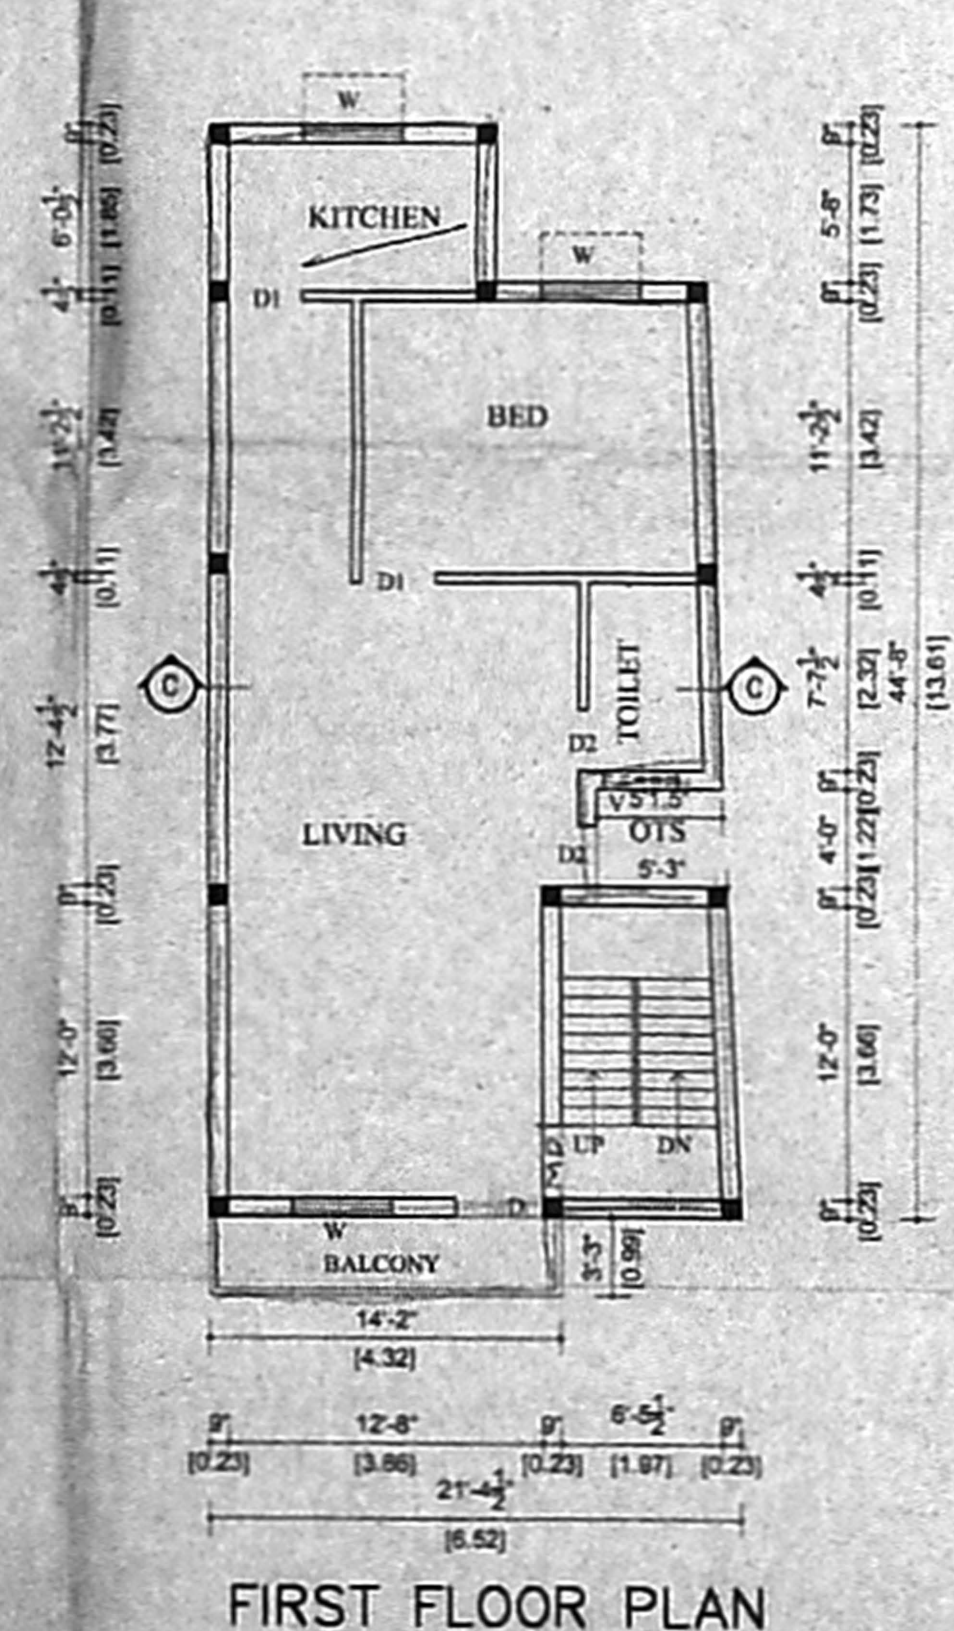 W
KITCHEN
W
D1
BED
D1
TOILET
C
C
D2
V 5'1.5"
LIVING
OTS
D2
5'-3"
UP
DN
MD
D
W
BALCONY
9"
[0.23]
6'-0½"
[1.86]
4½"
[0.11]
11'-2½"
[3.42]
4½"
[0.11]
12'-4½"
[3.77]
9"
[0.23]
12'-0"
[3.66]
9"
[0.23]
9"
[0.23]
5'-8"
[1.73]
9"
[0.23]
11'-2½"
[3.42]
4½"
[0.11]
7'-7½"
[2.32]
9"
[0.23]
4'-0"
[1.22]
9"
[0.23]
12'-0"
[3.66]
9"
[0.23]
44'-8"
[13.61]
3'-3"
[0.99]
14'-2"
[4.32]
9" 12'-8" 9" 6'-5½" 9"
[0.23] [3.86] [0.23] [1.97] [0.23]
21'-4½"
[6.52]
FIRST FLOOR PLAN